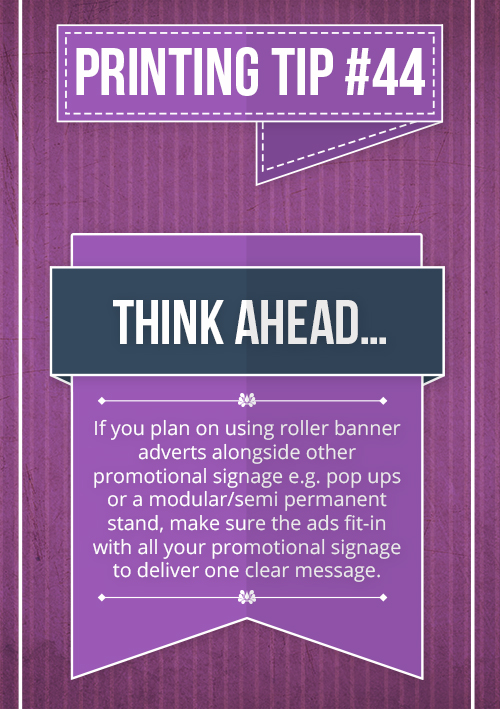 PRINTING TIP #44
THINK AHEAD...
If you plan on using roller banner
adverts alongside other
promotional signage e.g. pop ups
or a modular/semi permanent
stand, make sure the ads fit-in
with all your promotional signage
to deliver one clear message.